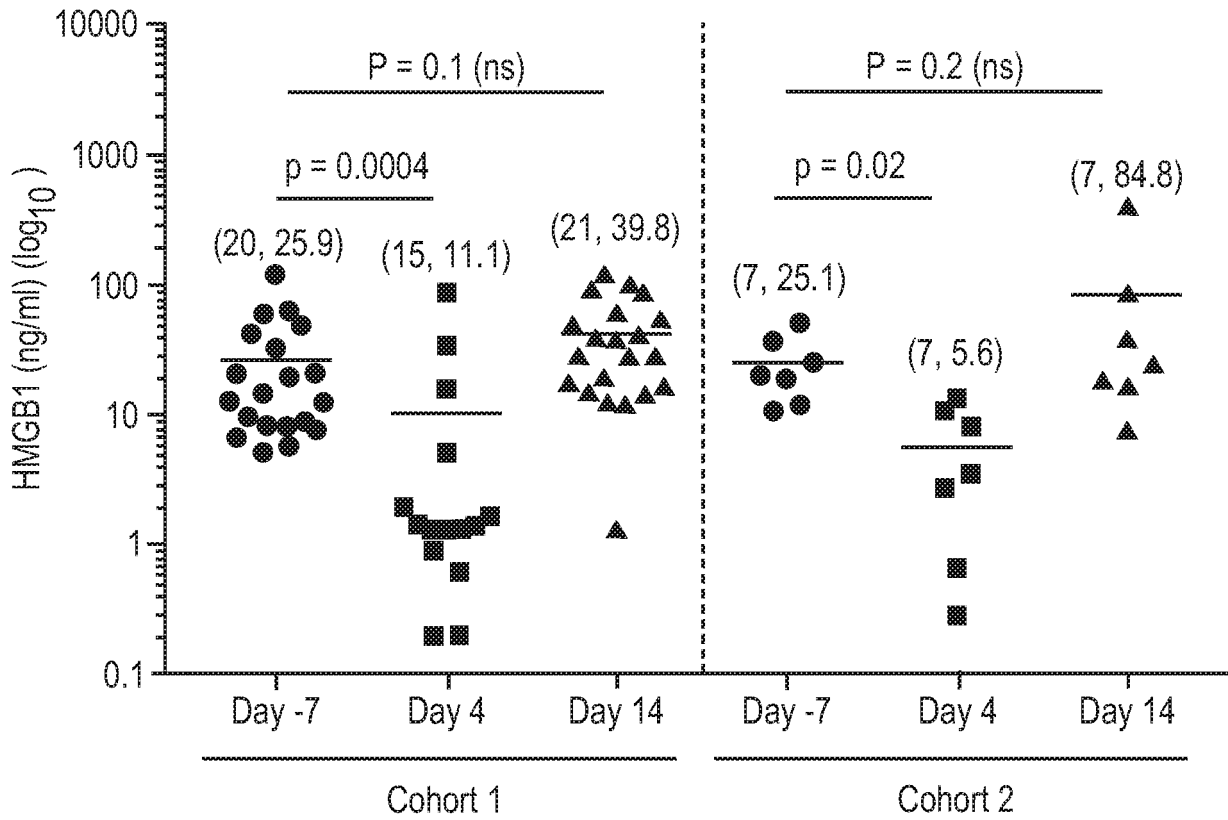 HMGB1 (ng/ml) (log10)
10000
1000
100
10
1
0.1
P = 0.1 (ns)
P = 0.2 (ns)
p = 0.0004
p = 0.02
(20, 25.9)
(15, 11.1)
(21, 39.8)
(7, 25.1)
(7, 5.6)
(7, 84.8)
Day -7
Day 4
Day 14
Day -7
Day 4
Day 14
Cohort 1
Cohort 2